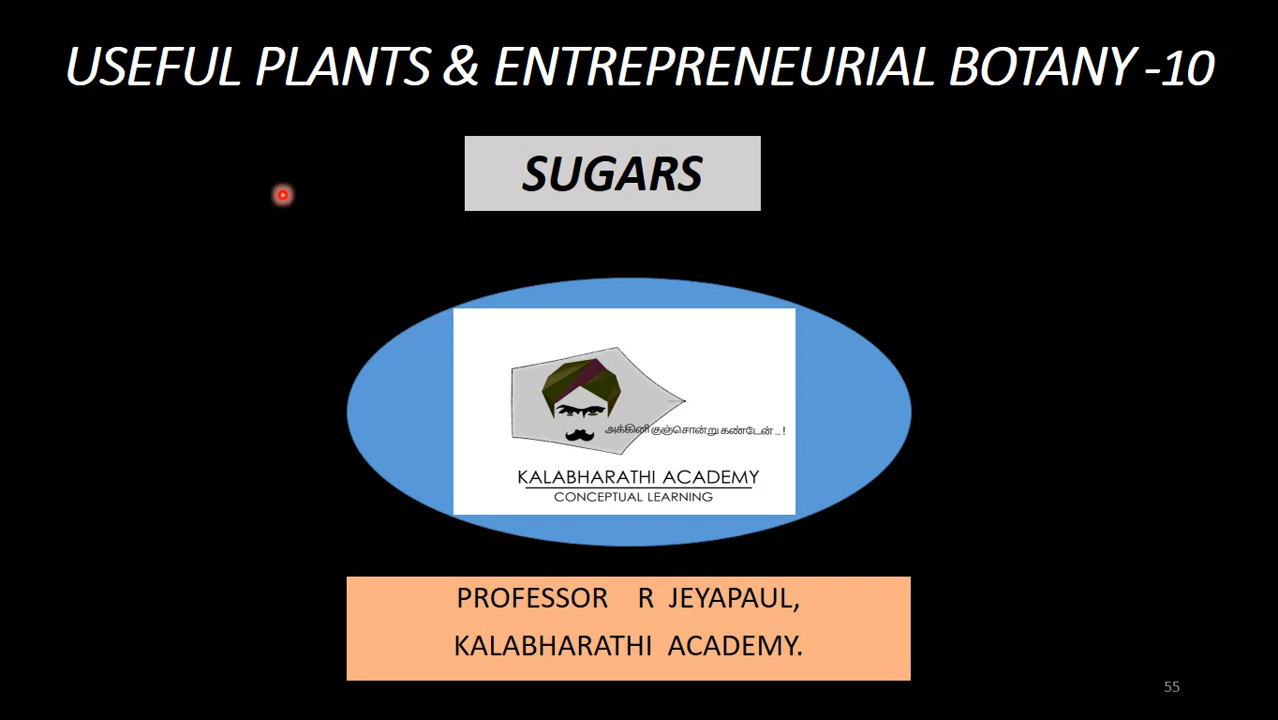 USEFUL PLANTS & ENTREPRENEURIAL BOTANY -10
SUGARS
அக்கினி குஞ்சொன்று கண்டேன் ...!
KALABHARATHI ACADEMY
CONCEPTUAL LEARNING
PROFESSOR R JEYAPAUL,
KALABHARATHI ACADEMY.
55